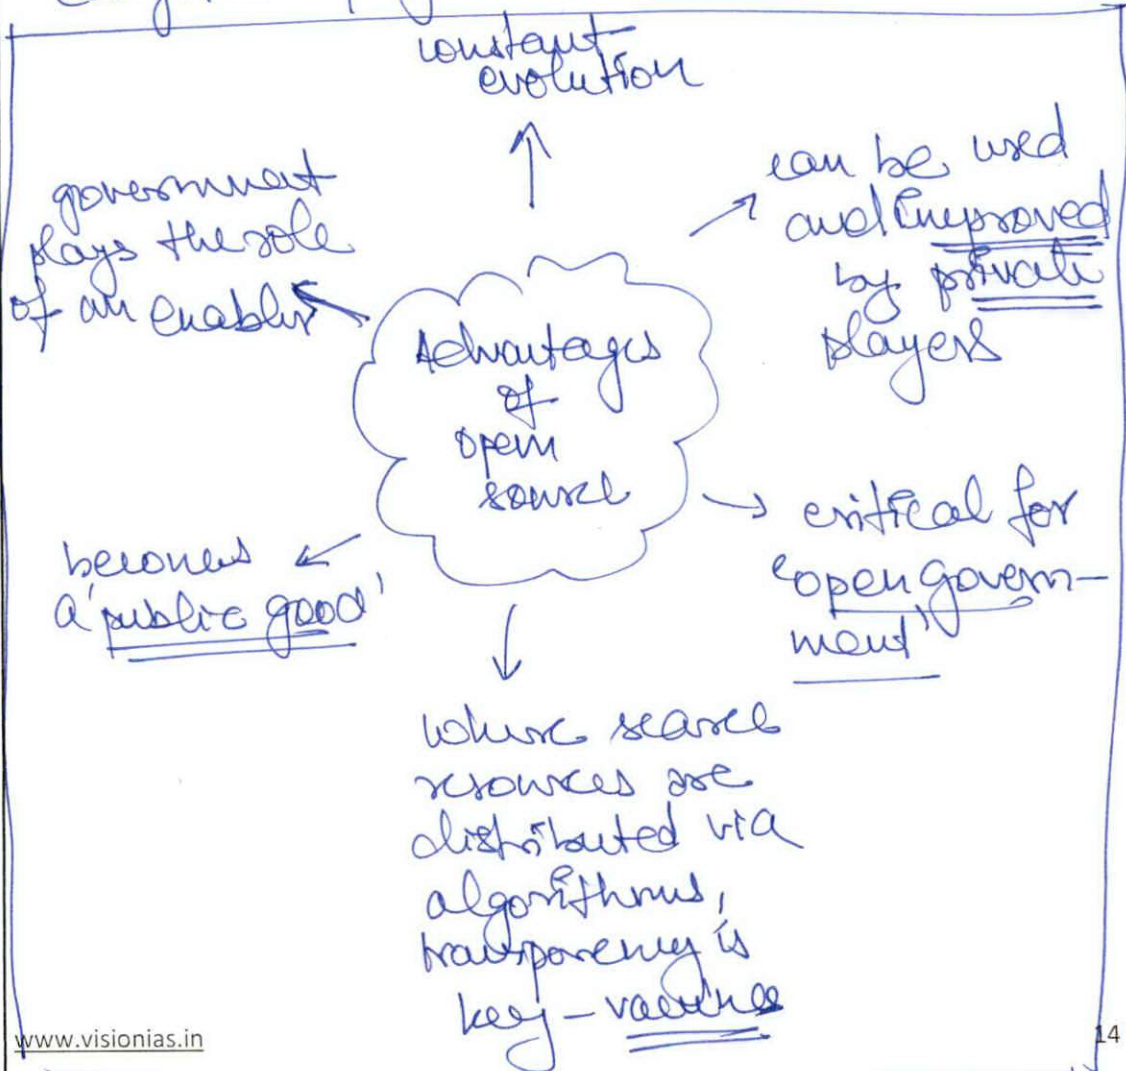 constant
evolution
government
plays the role
of an enabler
can be used
and improved
by private
players
Advantages
of
open
source
becomes
a 'public good'
critical for
'open govern-
ment'
where scarce
resources are
distributed via
algorithms,
transparency is
key – vaccines
www.visionias.in
14